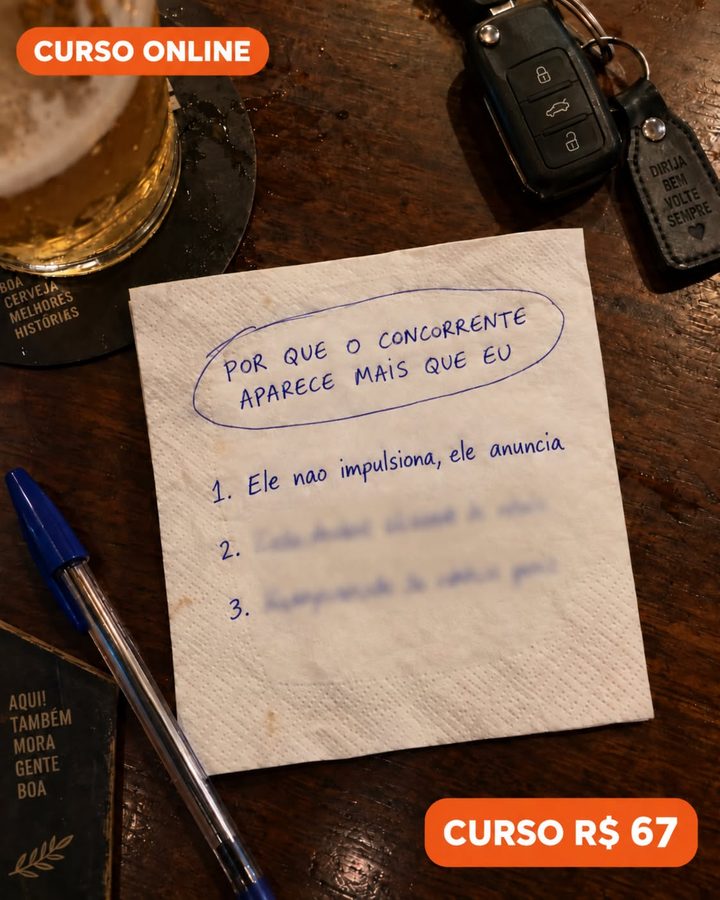 CURSO ONLINE
BOA
CERVEJA
MELHORES
HISTÓRIAS
DIRIJA
BEM
VOLTE
SEMPRE
POR QUE O CONCORRENTE
APARECE MAIS QUE EU
1. Ele nao impulsiona, ele anuncia
2.
3.
AQUI!
TAMBÉM
MORA
GENTE
BOA
CURSO R$ 67